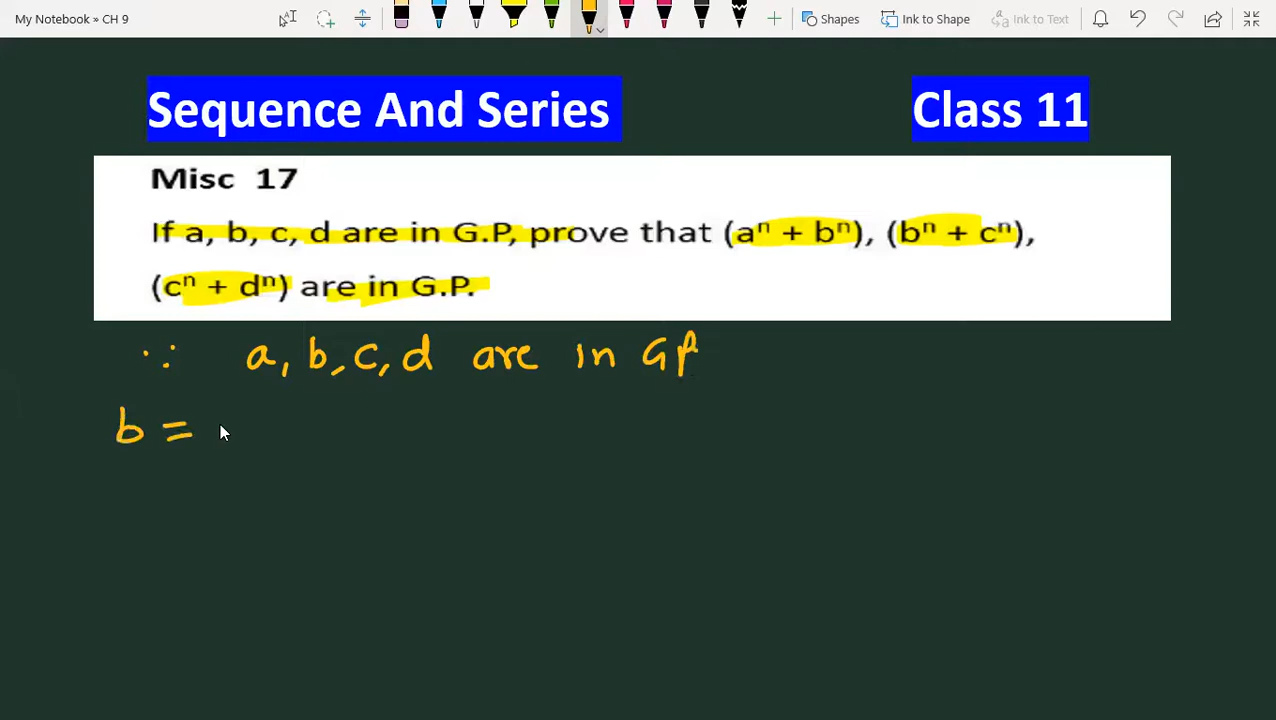 My Notebook » CH 9
Shapes
Ink to Shape
Ink to Text
Sequence And Series
Class 11
Misc 17
If a, b, c, d are in G.P, prove that (aⁿ + bⁿ), (bⁿ + cⁿ),
(cⁿ + dⁿ) are in G.P.
∵ a, b, c, d are in GP
b =